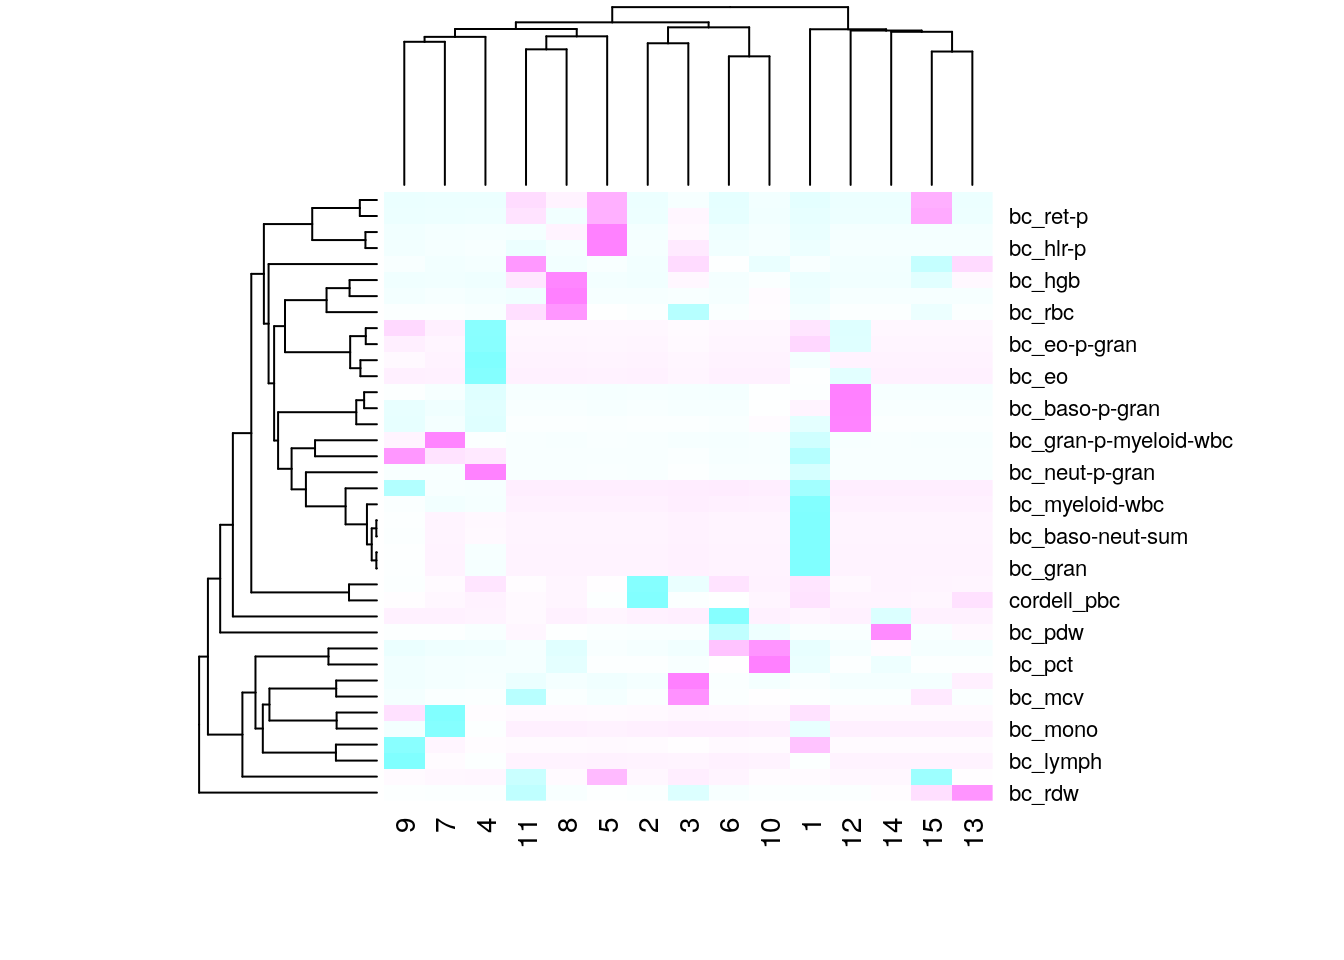 bc_ret-p
bc_hlr-p
bc_hgb
bc_rbc
bc_eo-p-gran
bc_eo
bc_baso-p-gran
bc_gran-p-myeloid-wbc
bc_neut-p-gran
bc_myeloid-wbc
bc_baso-neut-sum
bc_gran
cordell_pbc
bc_pdw
bc_pct
bc_mcv
bc_mono
bc_lymph
bc_rdw
9 7 4 11 8 5 2 3 6 10 1 12 14 15 13